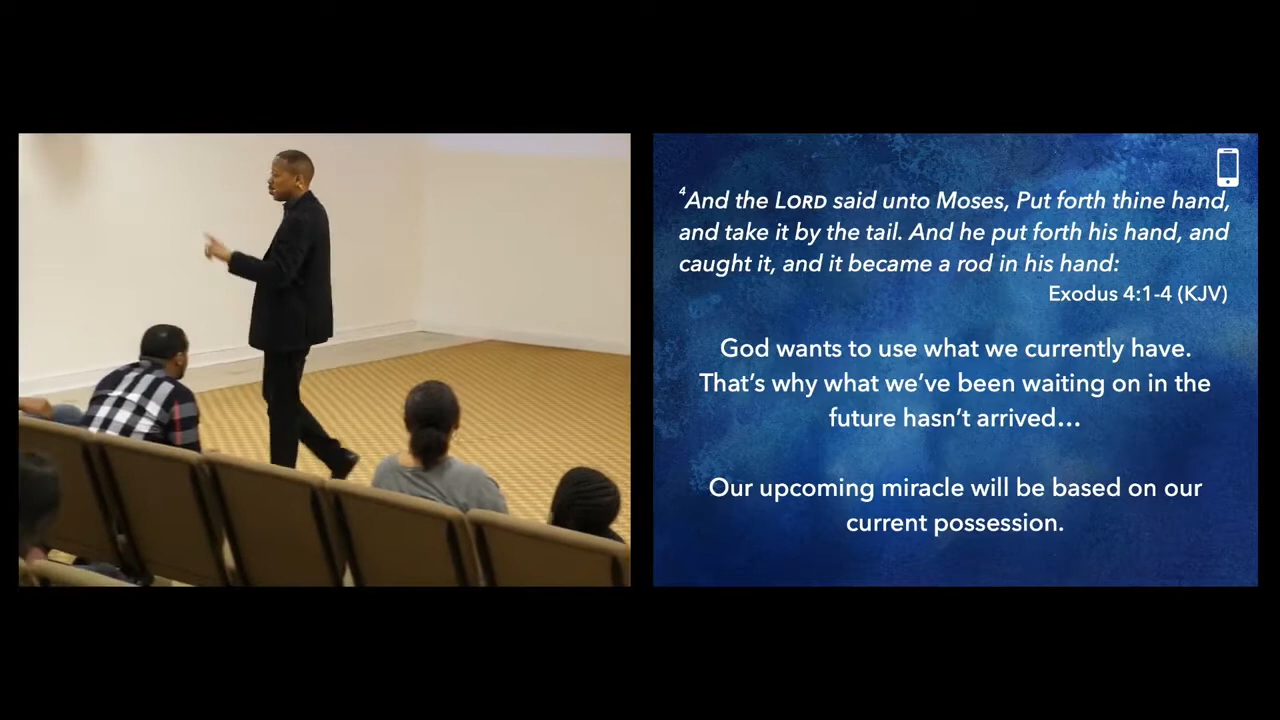 ⁴And the LORD said unto Moses, Put forth thine hand,
and take it by the tail. And he put forth his hand, and
caught it, and it became a rod in his hand:
Exodus 4:1-4 (KJV)
God wants to use what we currently have.
That’s why what we’ve been waiting on in the
future hasn’t arrived…
Our upcoming miracle will be based on our
current possession.